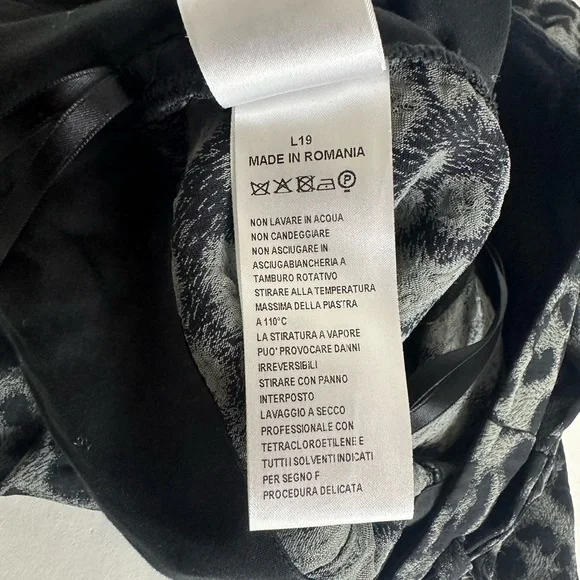 L19
MADE IN ROMANIA
P
NON LAVARE IN ACQUA
NON CANDEGGIARE
NON ASCIUGARE IN
ASCIUGABIANCHERIA A
TAMBURO ROTATIVO
STIRARE ALLA TEMPERATURA
MASSIMA DELLA PIASTRA
A 110°C
LA STIRATURA A VAPORE
PUO' PROVOCARE DANNI
IRREVERSIBILI
STIRARE CON PANNO
INTERPOSTO
LAVAGGIO A SECCO
PROFESSIONALE CON
TETRACLOROETILENE E
TUTTI I SOLVENTI INDICATI
PER SEGNO F
PROCEDURA DELICATA